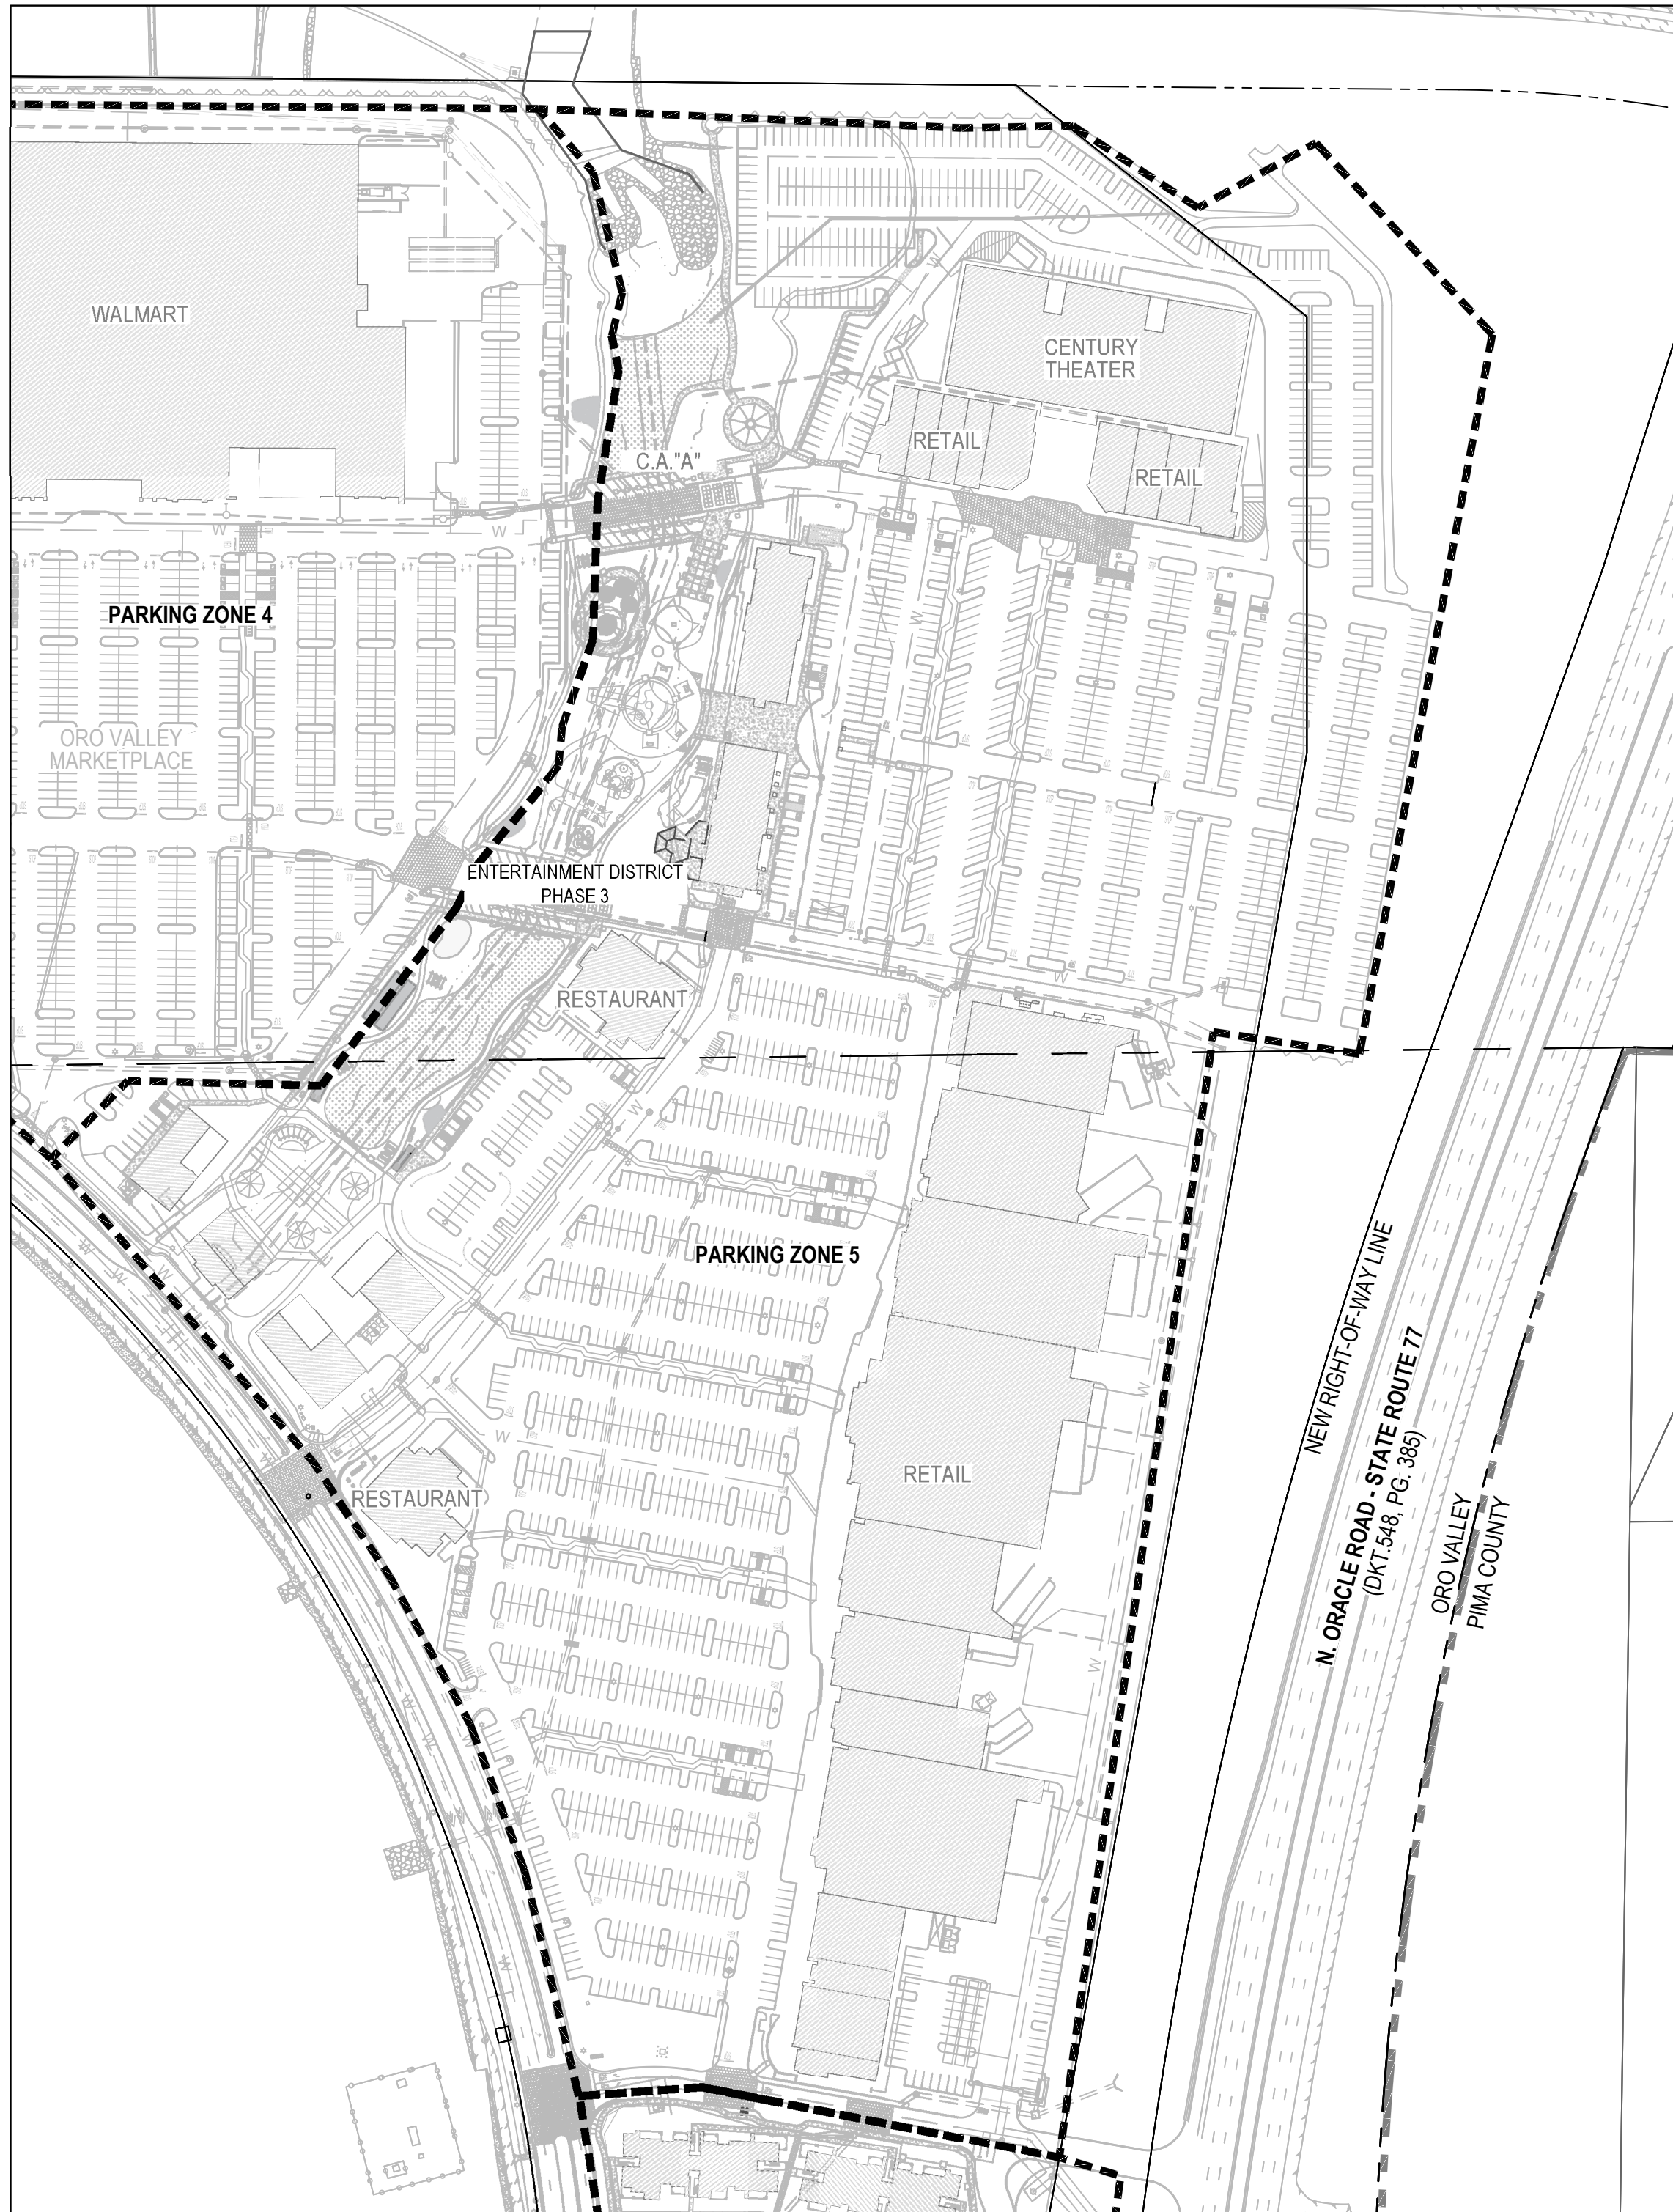 WALMART
CENTURY
THEATER
RETAIL
RETAIL
C.A."A"
W
W
W
W
PARKING ZONE 4
ORO VALLEY
MARKETPLACE
ENTERTAINMENT DISTRICT
PHASE 3
RESTAURANT
W
W
PARKING ZONE 5
W
W
W
RETAIL
RESTAURANT
W
W
NEW RIGHT-OF-WAY LINE
N. ORACLE ROAD - STATE ROUTE 77
(DKT.548, PG. 385)
ORO VALLEY
PIMA COUNTY